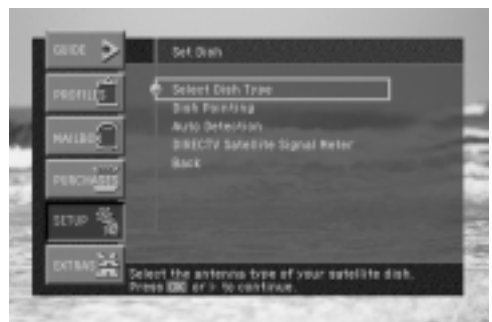 GUIDE
Set Dish
PROFILES
Select Dish Type
Dish Pointing
Auto Detection
DIRECTV Satellite Signal Meter
Back
MAILBOX
PURCHASES
SETUP
EXTRAS
Select the antenna type of your satellite dish.
Press OK or > to continue.